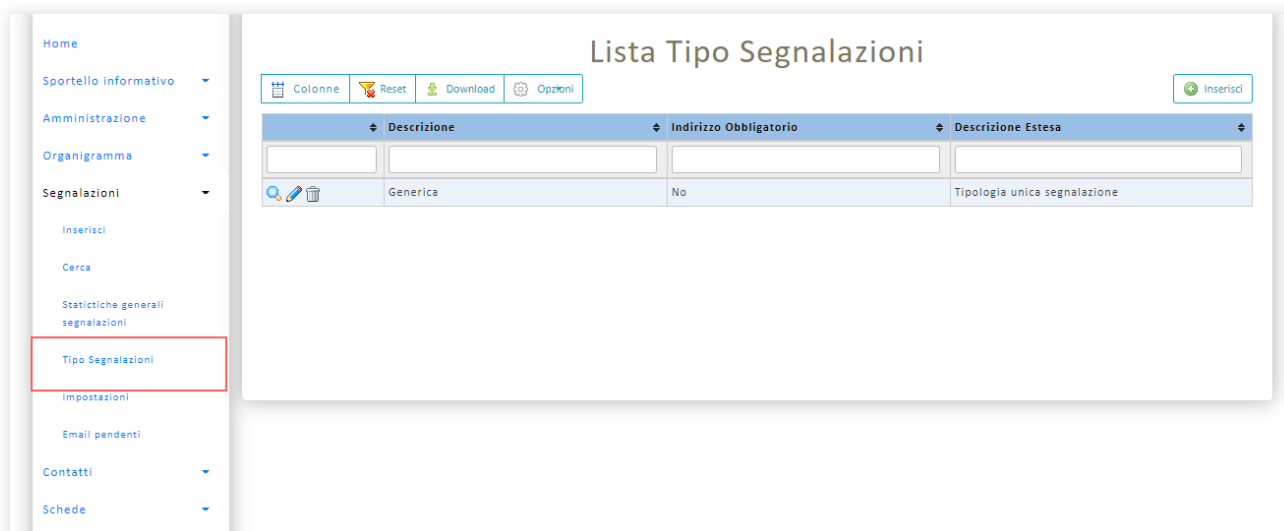 Home
Sportello informativo
Amministrazione
Organigramma
Segnalazioni
Inserisci
Cerca
Statictiche generali
segnalazioni
Tipo Segnalazioni
Impostazioni
Email pendenti
Contatti
Schede
Lista Tipo Segnalazioni
Colonne Reset Download Opzioni Inserisci
Descrizione Indirizzo Obbligatorio Descrizione Estesa
Generica No Tipologia unica segnalazione